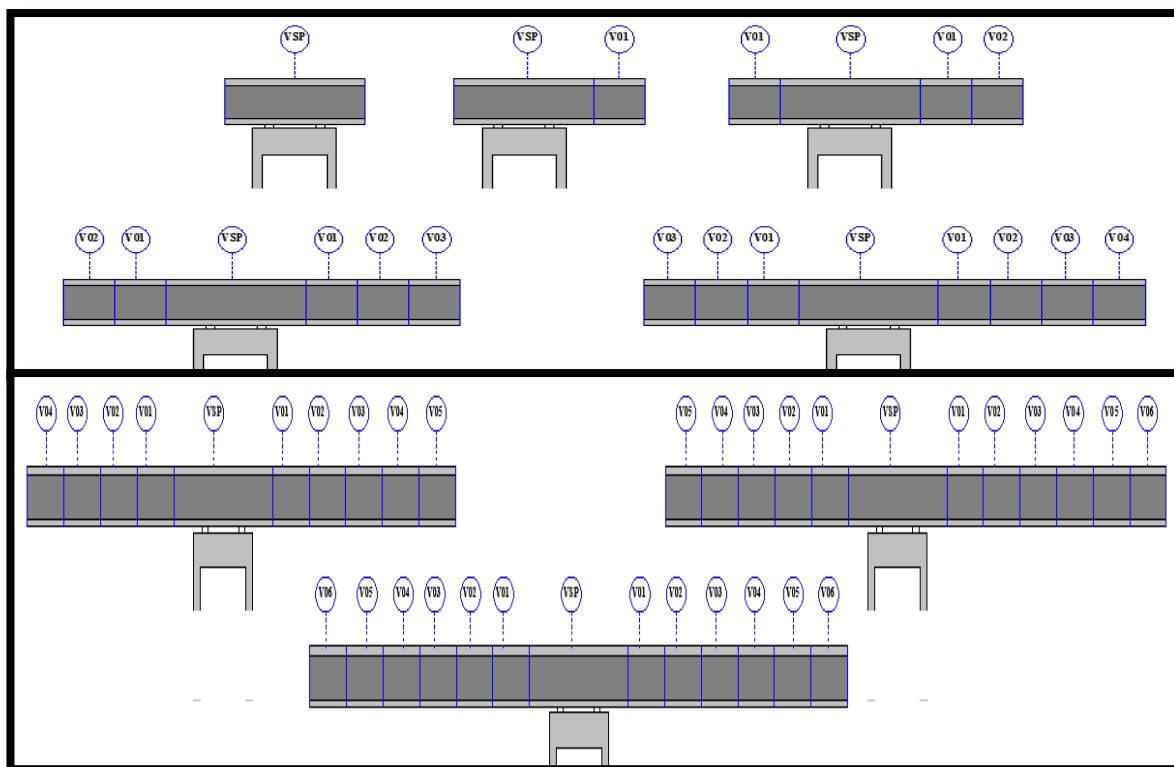 VSP
VSP V01
V01 VSP V01 V02
V02 V01 VSP V01 V02 V03
V03 V02 V01 VSP V01 V02 V03 V04
V04 V03 V02 V01 VSP V01 V02 V03 V04 V05
V05 V04 V03 V02 V01 VSP V01 V02 V03 V04 V05 V06
V06 V05 V04 V03 V02 V01 VSP V01 V02 V03 V04 V05 V06